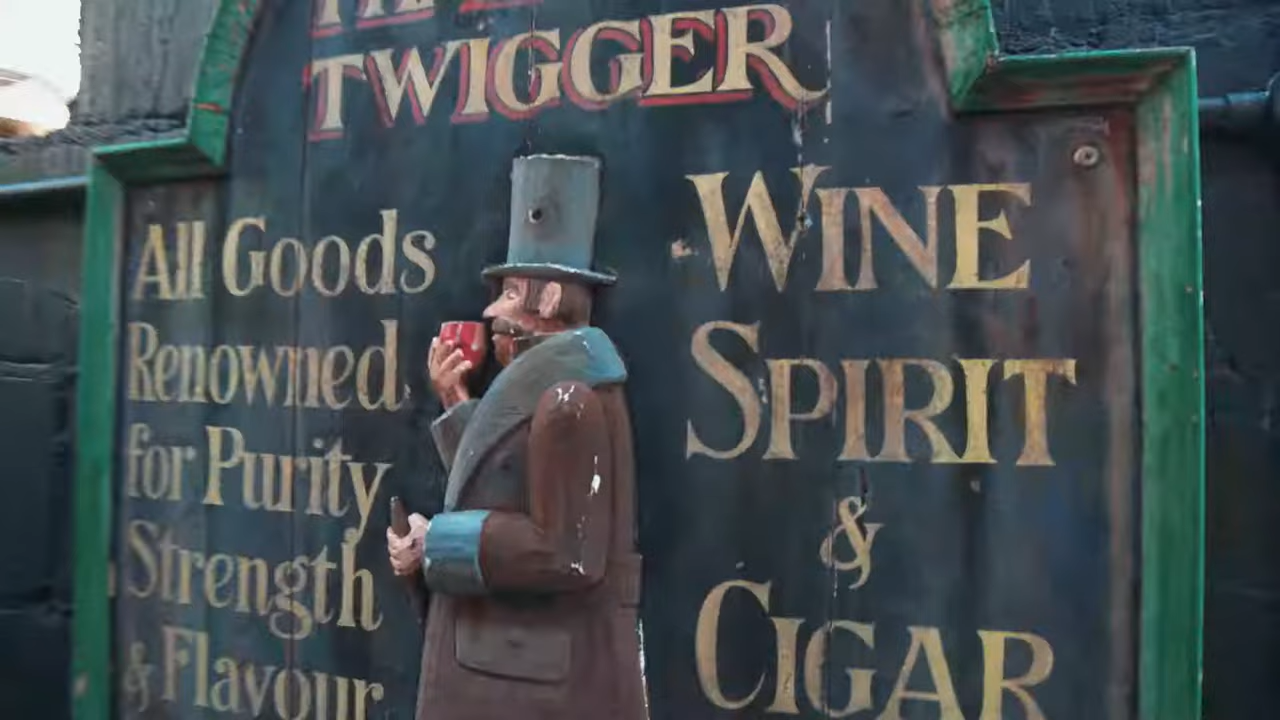 TWIGGER
All Goods
Renowned
for Purity
Strength
& Flavour
WINE
SPIRIT
&
CIGAR